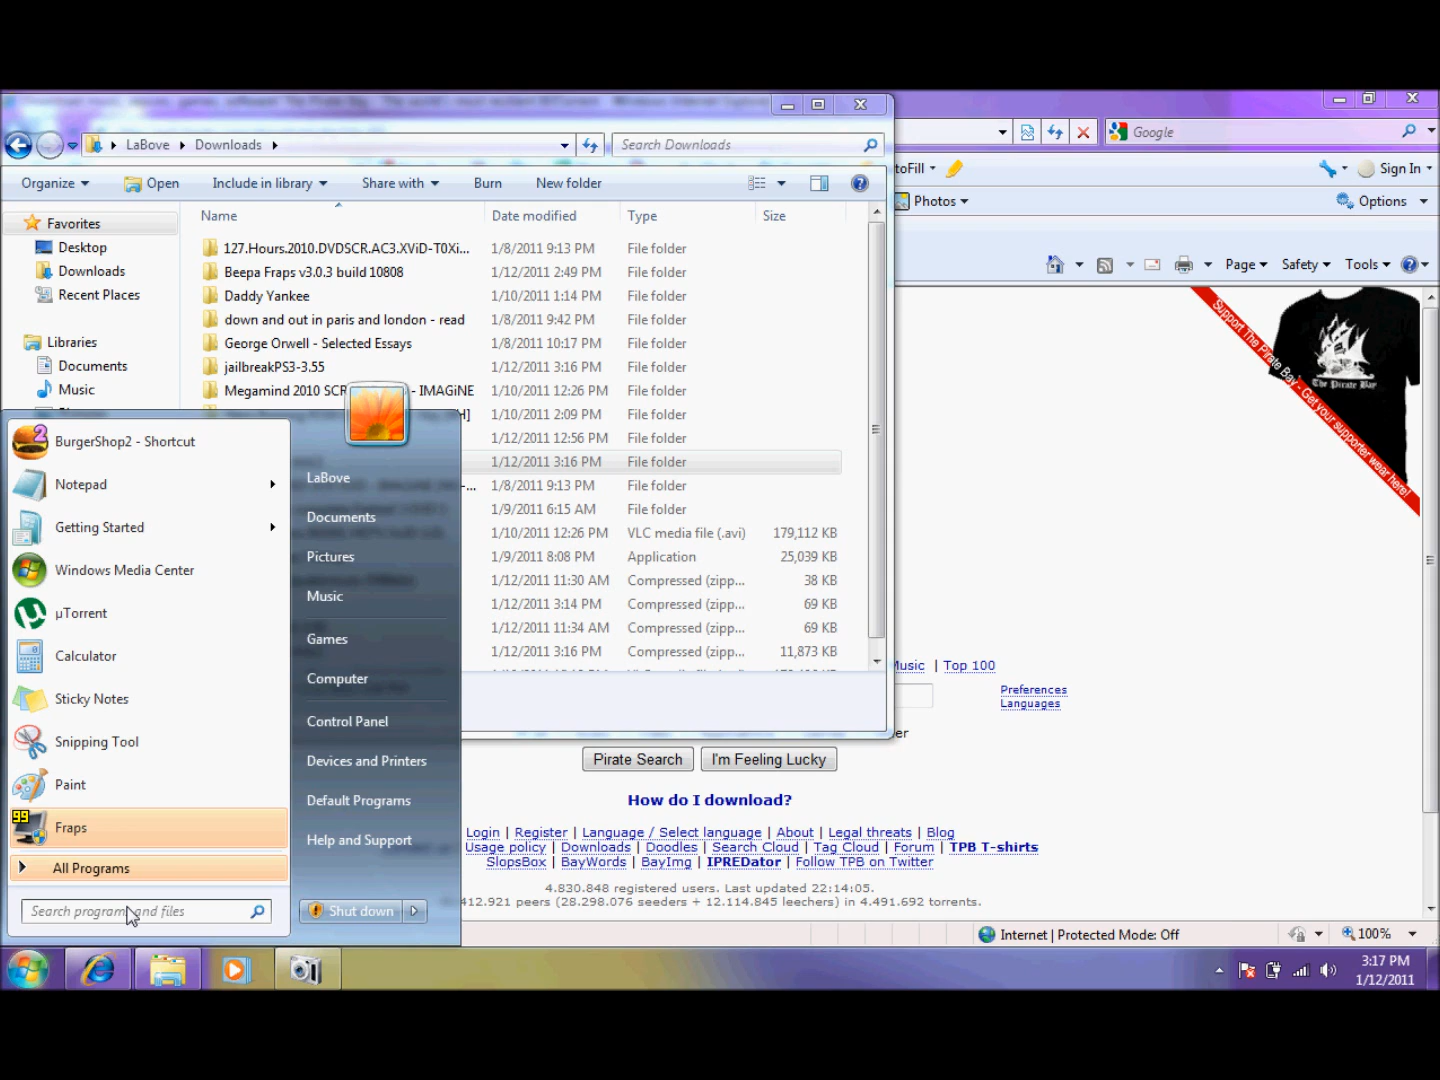 LaBove
Downloads
Search Downloads
Google
Organize
Open
Include in library
Share with
Burn
New folder
toFill
Sign In
Photos
Options
Name
Date modified
Type
Size
Favorites
Desktop
Downloads
Recent Places
Libraries
Documents
Music
127.Hours.2010.DVDSCR.AC3.XViD-T0Xi... 1/8/2011 9:13 PM File folder
Beepa Fraps v3.0.3 build 10808 1/12/2011 2:49 PM File folder
Daddy Yankee 1/10/2011 1:14 PM File folder
down and out in paris and london - read 1/8/2011 9:42 PM File folder
George Orwell - Selected Essays 1/8/2011 10:17 PM File folder
jailbreakPS3-3.55 1/12/2011 3:16 PM File folder
Megamind 2010 SCR - IMAGiNE 1/10/2011 12:26 PM File folder
H] 1/10/2011 2:09 PM File folder
1/12/2011 12:56 PM File folder
1/12/2011 3:16 PM File folder
-... 1/8/2011 9:13 PM File folder
1/9/2011 6:15 AM File folder
1/10/2011 12:26 PM VLC media file (.avi) 179,112 KB
1/9/2011 8:08 PM Application 25,039 KB
1/12/2011 11:30 AM Compressed (zipp... 38 KB
1/12/2011 3:14 PM Compressed (zipp... 69 KB
1/12/2011 11:34 AM Compressed (zipp... 69 KB
1/12/2011 3:16 PM Compressed (zipp... 11,873 KB
Page
Safety
Tools
Support The Pirate Bay - Get your supporter wear here!
The Pirate Bay
BurgerShop2 - Shortcut
Notepad
Getting Started
Windows Media Center
µTorrent
Calculator
Sticky Notes
Snipping Tool
Paint
99
Fraps
All Programs
Search programs and files
LaBove
Documents
Pictures
Music
Games
Computer
Control Panel
Devices and Printers
Default Programs
Help and Support
Shut down
Music | Top 100
Preferences
Languages
er
Pirate Search
I'm Feeling Lucky
How do I download?
Login | Register | Language / Select language | About | Legal threats | Blog
Usage policy | Downloads | Doodles | Search Cloud | Tag Cloud | Forum | TPB T-shirts
SlopsBox | BayWords | BayImg | IPREDator | Follow TPB on Twitter
4.830.848 registered users. Last updated 22:14:05.
412.921 peers (28.298.076 seeders + 12.114.845 leechers) in 4.491.692 torrents.
Internet | Protected Mode: Off
100%
3:17 PM
1/12/2011